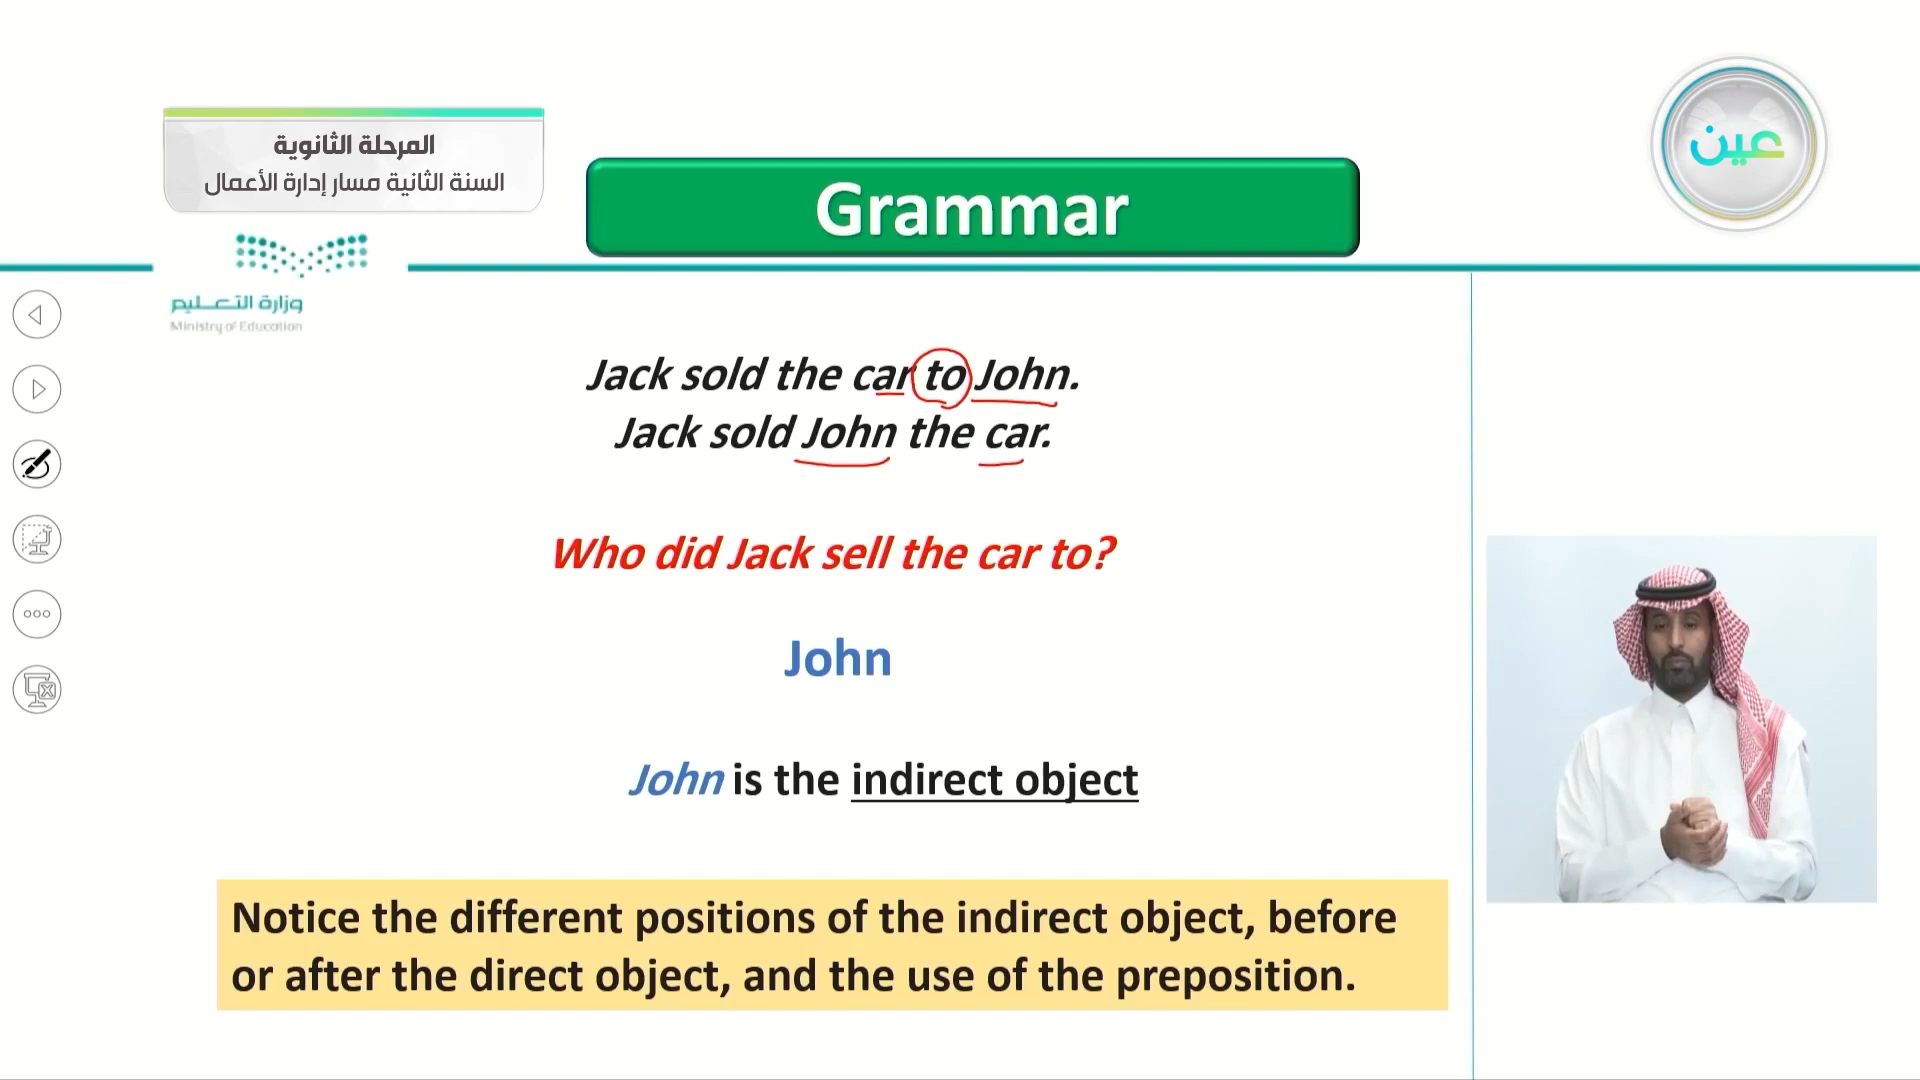 المرحلة الثانوية
السنة الثانية مسار إدارة الأعمال
عين
Grammar
وزارة التعليم
Ministry of Education
Jack sold the car to John.
Jack sold John the car.
Who did Jack sell the car to?
John
John is the indirect object
Notice the different positions of the indirect object, before
or after the direct object, and the use of the preposition.